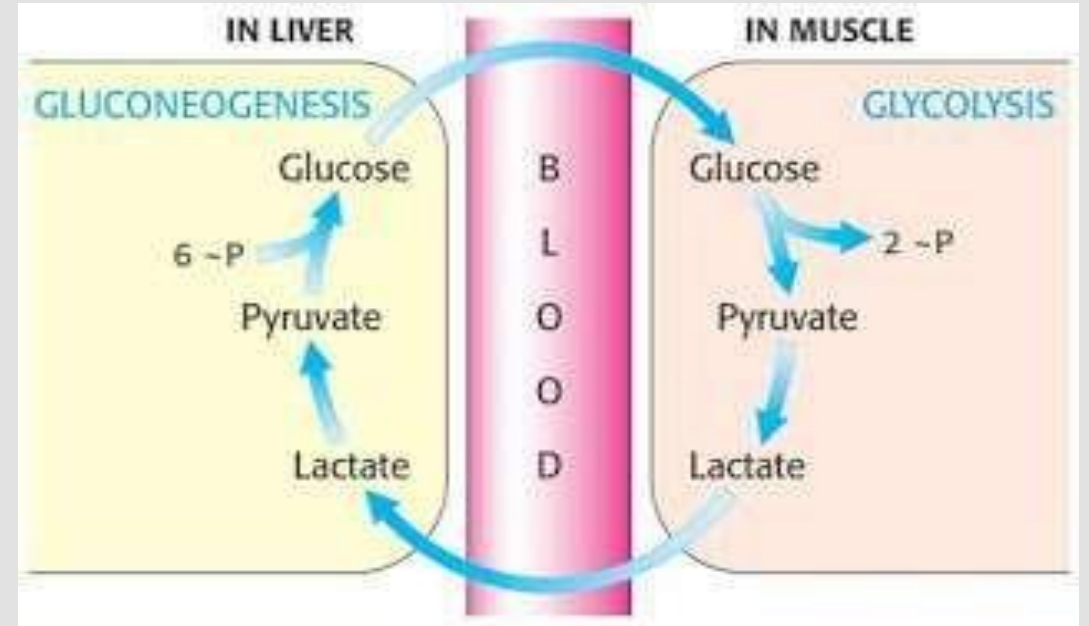 IN LIVER
IN MUSCLE
GLUCONEOGENESIS
GLYCOLYSIS
Glucose
6 ~P
Pyruvate
Lactate
B
L
O
O
D
Glucose
2 ~P
Pyruvate
Lactate